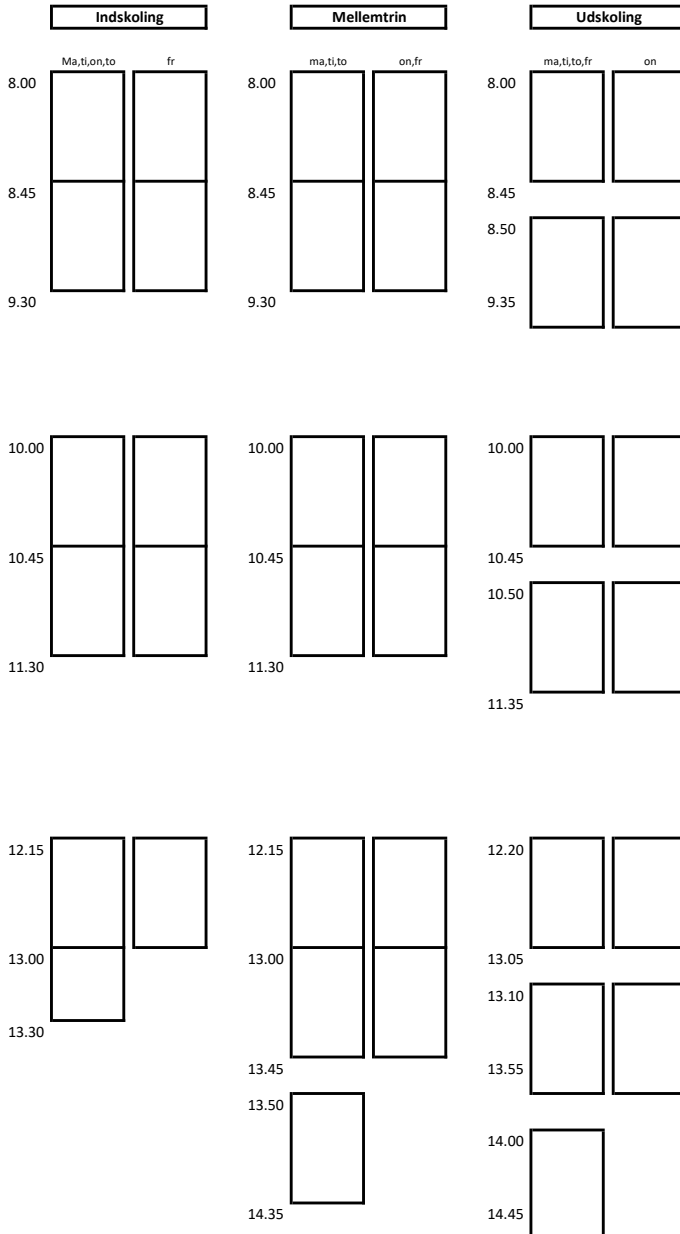 Indskoling Mellemtrin Udskoling
Ma,ti,on,to fr ma,ti,to on,fr ma,ti,to,fr on
8.00 8.00 8.00
8.45 8.45 8.45
8.50
9.30 9.30 9.35
10.00 10.00 10.00
10.45 10.45 10.45
10.50
11.30 11.30
11.35
12.15 12.15 12.20
13.00 13.00 13.05
13.10
13.30
13.45 13.55
13.50
14.00
14.35 14.45